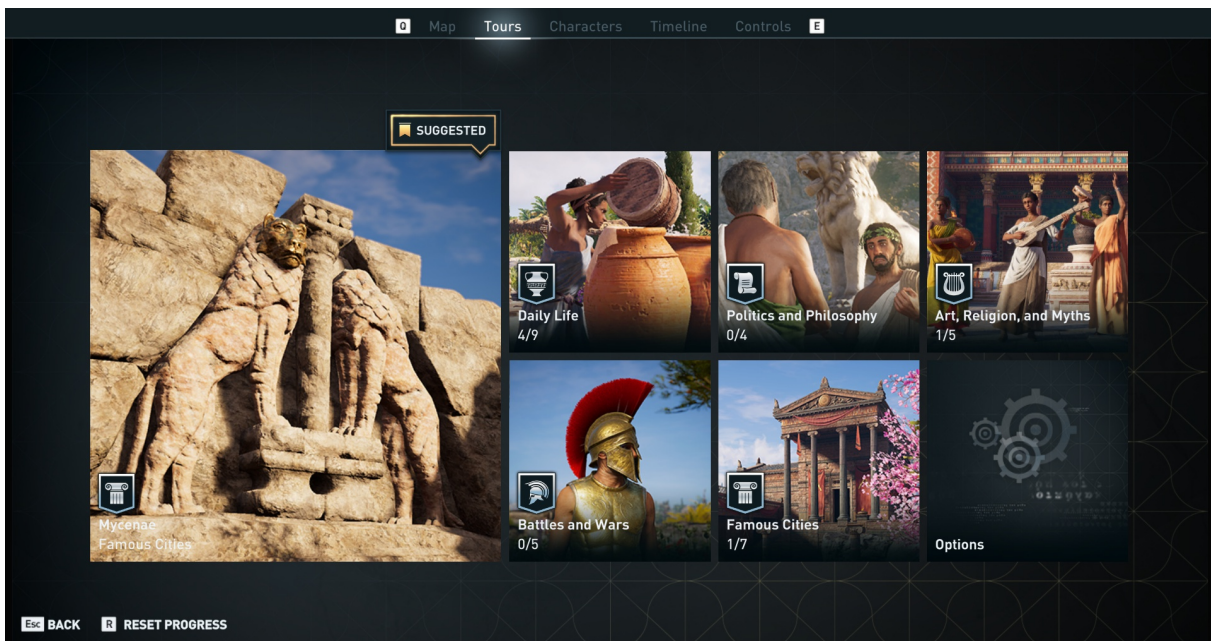 Q Map Tours Characters Timeline Controls E
SUGGESTED
Mycenae
Famous Cities
Daily Life
4/9
Politics and Philosophy
0/4
Art, Religion, and Myths
1/5
Battles and Wars
0/5
Famous Cities
1/7
Options
Esc BACK R RESET PROGRESS